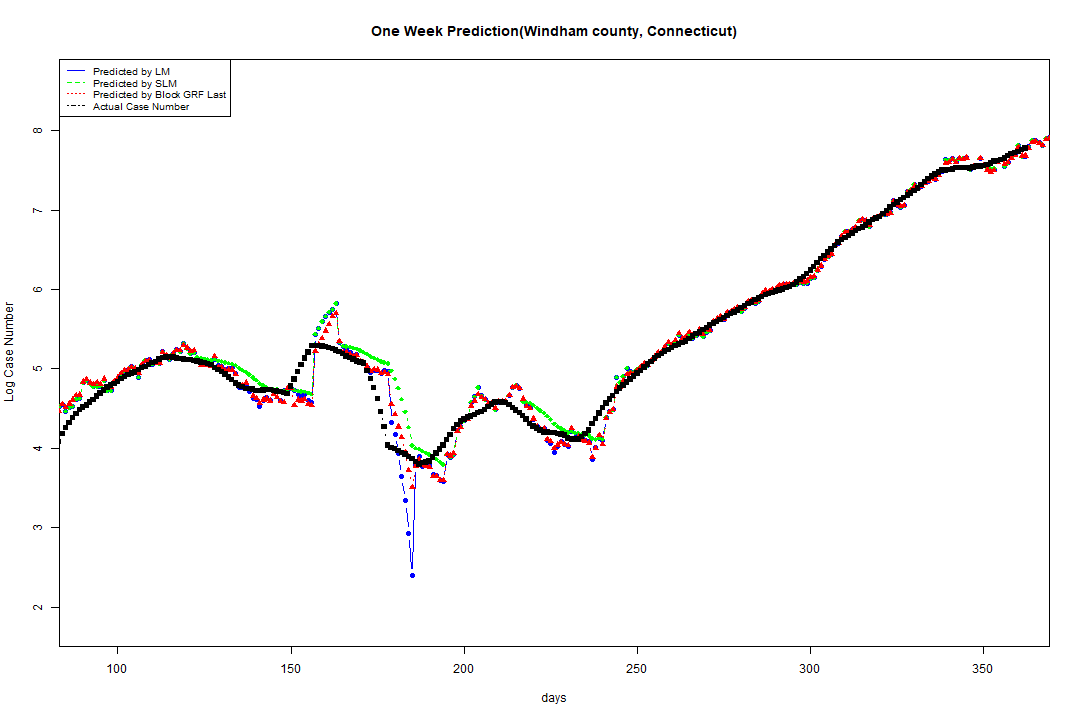 One Week Prediction(Windham county, Connecticut)
Predicted by LM
Predicted by SLM
Predicted by Block GRF Last
Actual Case Number
Log Case Number
8
7
6
5
4
3
2
100 150 200 250 300 350
days